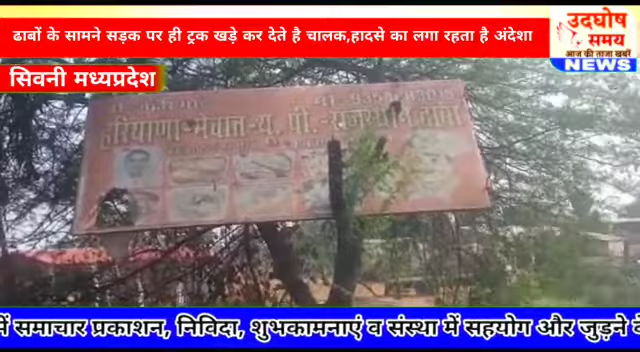 ढाबों के सामने सड़क पर ही ट्रक खड़े कर देते है चालक,हादसे का लगा रहता है अंदेशा
उदघोष
समय
आज की ताजा खबरें
NEWS
सिवनी मध्यप्रदेश
हरियाणा-मेवात-यू. पी.-राजस्थान ढाबा
में समाचार प्रकाशन, निविदा, शुभकामनाएं व संस्था में सहयोग और जुड़ने